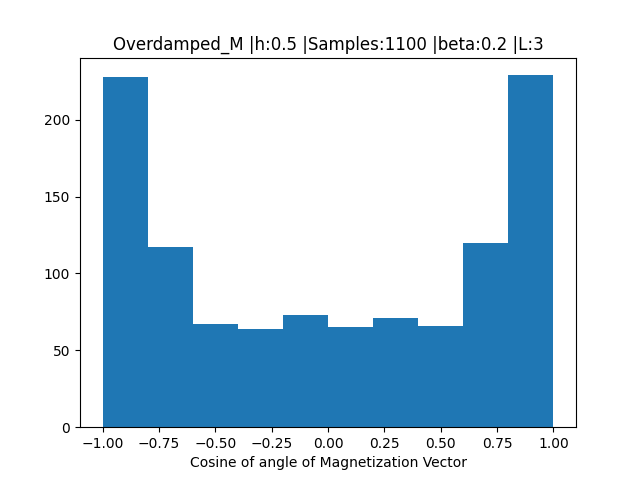 Overdamped_M |h:0.5 |Samples:1100 |beta:0.2 |L:3
200
150
100
50
0
−1.00 −0.75 −0.50 −0.25 0.00 0.25 0.50 0.75 1.00
Cosine of angle of Magnetization Vector